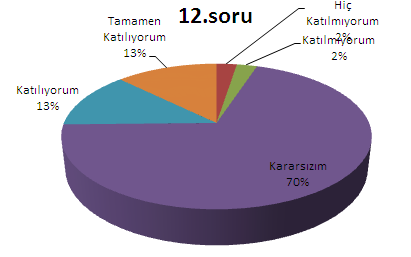 12.soru
Hiç
Katılmıyorum
2%
Katılmıyorum
2%
Kararsızım
70%
Katılıyorum
13%
Tamamen
Katılıyorum
13%